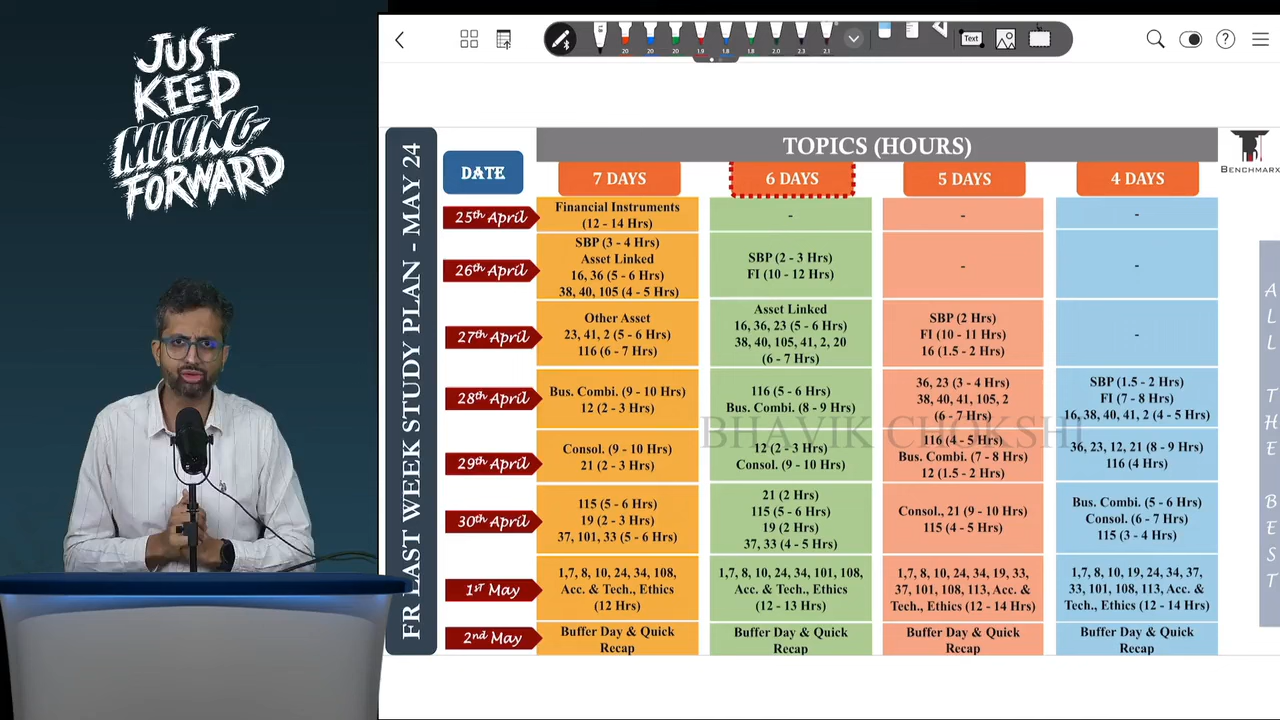 JUST
KEEP
MOVING
FORWARD
Text
FR LAST WEEK STUDY PLAN - MAY 24
DATE
TOPICS (HOURS)
BENCHMARX
7 DAYS
6 DAYS
5 DAYS
4 DAYS
25th April
Financial Instruments
(12 - 14 Hrs)
-
-
-
26th April
SBP (3 - 4 Hrs)
Asset Linked
16, 36 (5 - 6 Hrs)
38, 40, 105 (4 - 5 Hrs)
SBP (2 - 3 Hrs)
FI (10 - 12 Hrs)
-
-
27th April
Other Asset
23, 41, 2 (5 - 6 Hrs)
116 (6 - 7 Hrs)
Asset Linked
16, 36, 23 (5 - 6 Hrs)
38, 40, 105, 41, 2, 20
(6 - 7 Hrs)
SBP (2 Hrs)
FI (10 - 11 Hrs)
16 (1.5 - 2 Hrs)
-
28th April
Bus. Combi. (9 - 10 Hrs)
12 (2 - 3 Hrs)
116 (5 - 6 Hrs)
Bus. Combi. (8 - 9 Hrs)
36, 23 (3 - 4 Hrs)
38, 40, 41, 105, 2
(6 - 7 Hrs)
SBP (1.5 - 2 Hrs)
FI (7 - 8 Hrs)
16, 38, 40, 41, 2 (4 - 5 Hrs)
BHAVIK CHOKSHI
29th April
Consol. (9 - 10 Hrs)
21 (2 - 3 Hrs)
12 (2 - 3 Hrs)
Consol. (9 - 10 Hrs)
116 (4 - 5 Hrs)
Bus. Combi. (7 - 8 Hrs)
12 (1.5 - 2 Hrs)
36, 23, 12, 21 (8 - 9 Hrs)
116 (4 Hrs)
30th April
115 (5 - 6 Hrs)
19 (2 - 3 Hrs)
37, 101, 33 (5 - 6 Hrs)
21 (2 Hrs)
115 (5 - 6 Hrs)
19 (2 Hrs)
37, 33 (4 - 5 Hrs)
Consol., 21 (9 - 10 Hrs)
115 (4 - 5 Hrs)
Bus. Combi. (5 - 6 Hrs)
Consol. (6 - 7 Hrs)
115 (3 - 4 Hrs)
1st May
1,7, 8, 10, 24, 34, 108,
Acc. & Tech., Ethics
(12 Hrs)
1,7, 8, 10, 24, 34, 101, 108,
Acc. & Tech., Ethics
(12 - 13 Hrs)
1,7, 8, 10, 24, 34, 19, 33,
37, 101, 108, 113, Acc. &
Tech., Ethics (12 - 14 Hrs)
1,7, 8, 10, 19, 24, 34, 37,
33, 101, 108, 113, Acc. &
Tech., Ethics (12 - 14 Hrs)
2nd May
Buffer Day & Quick
Recap
Buffer Day & Quick
Recap
Buffer Day & Quick
Recap
Buffer Day & Quick
Recap
ALL THE BEST